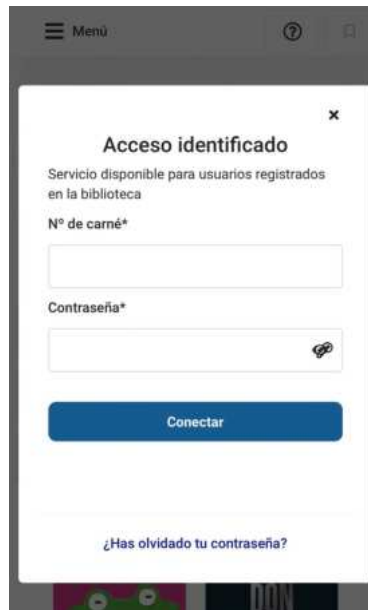 Menú
Acceso identificado
Servicio disponible para usuarios registrados
en la biblioteca
Nº de carné*
Contraseña*
Conectar
¿Has olvidado tu contraseña?
DON